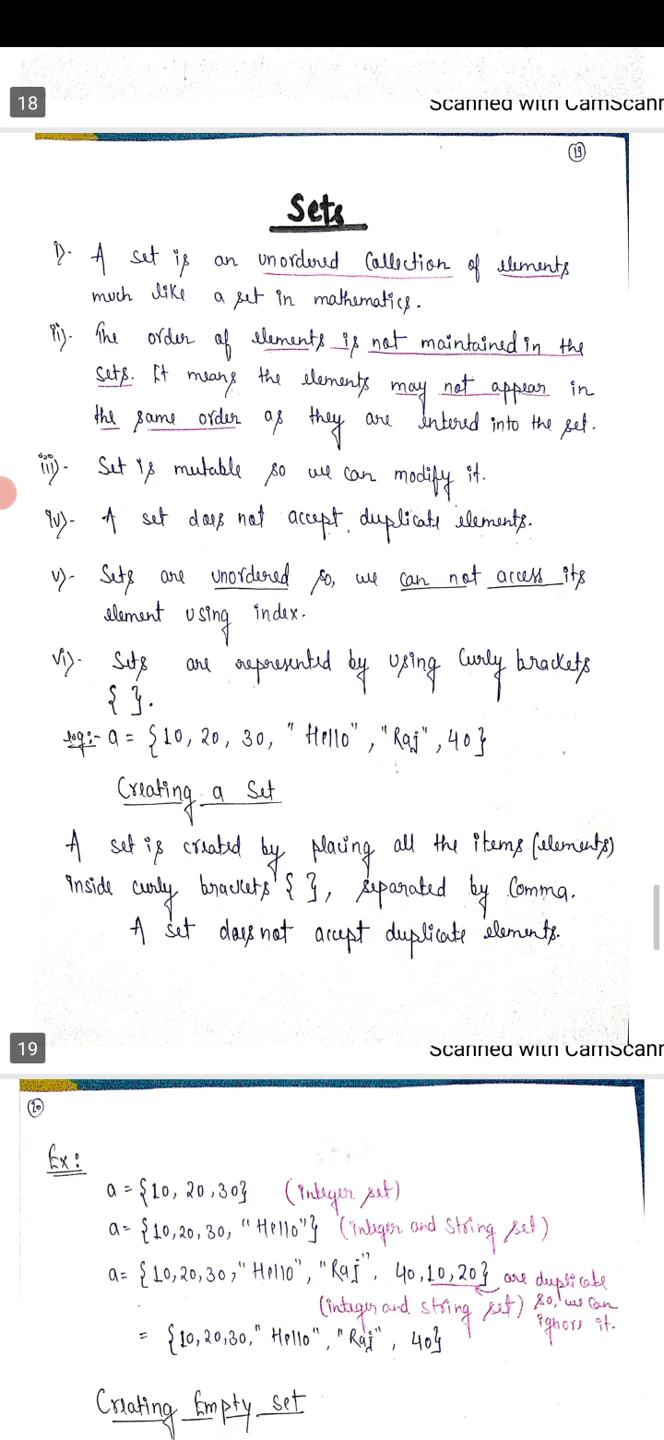 18
Scanned with CamScanr
19
Sets
i)- A set is an unordered Collection of elements
much like a set in mathematics.
ii)- The order of elements is not maintained in the
sets. It means the elements may not appear in
the same order as they are entered into the set.
iii)- Set is mutable so we can modify it.
iv)- A set does not accept duplicate elements.
v)- Sets are unordered so, we can not access its
element using index.
vi)- Sets are represented by using Curly brackets
{ }.
eg:- a = {10, 20, 30, "Hello", "Raj", 40}
Creating a Set
A set is created by placing all the items (elements)
inside curly brackets { }, separated by Comma.
A set does not accept duplicate elements.
19
Scanned with CamScanr
20
Ex:
a = {10, 20, 30} (integer set)
a = {10, 20, 30, "Hello"} (integer and string set)
a = {10, 20, 30, "Hello", "Raj", 40, 10, 20} are duplicate
(integer and string set) so, we can
ignors it.
= {10, 20, 30, "Hello", "Raj", 40}
Creating Empty set